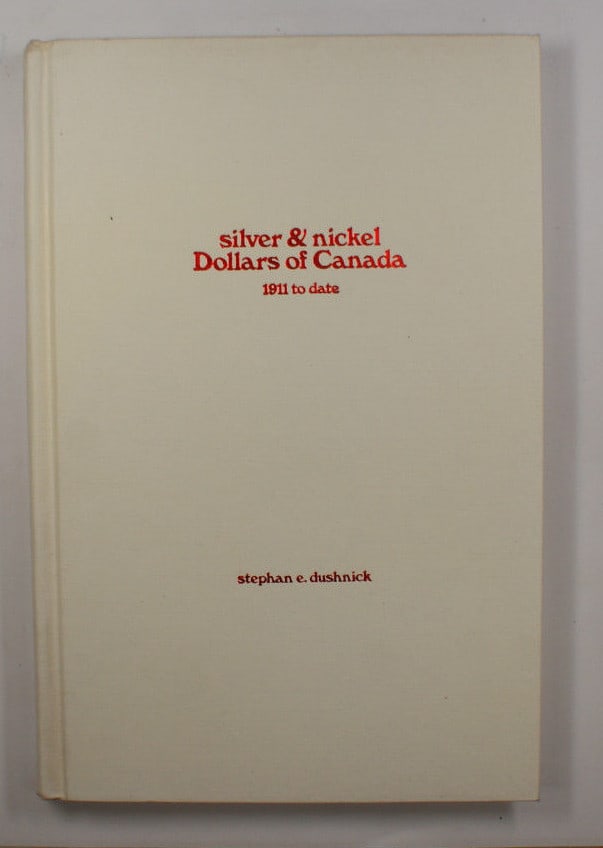 silver & nickel
Dollars of Canada
1911 to date
stephan e. dushnick